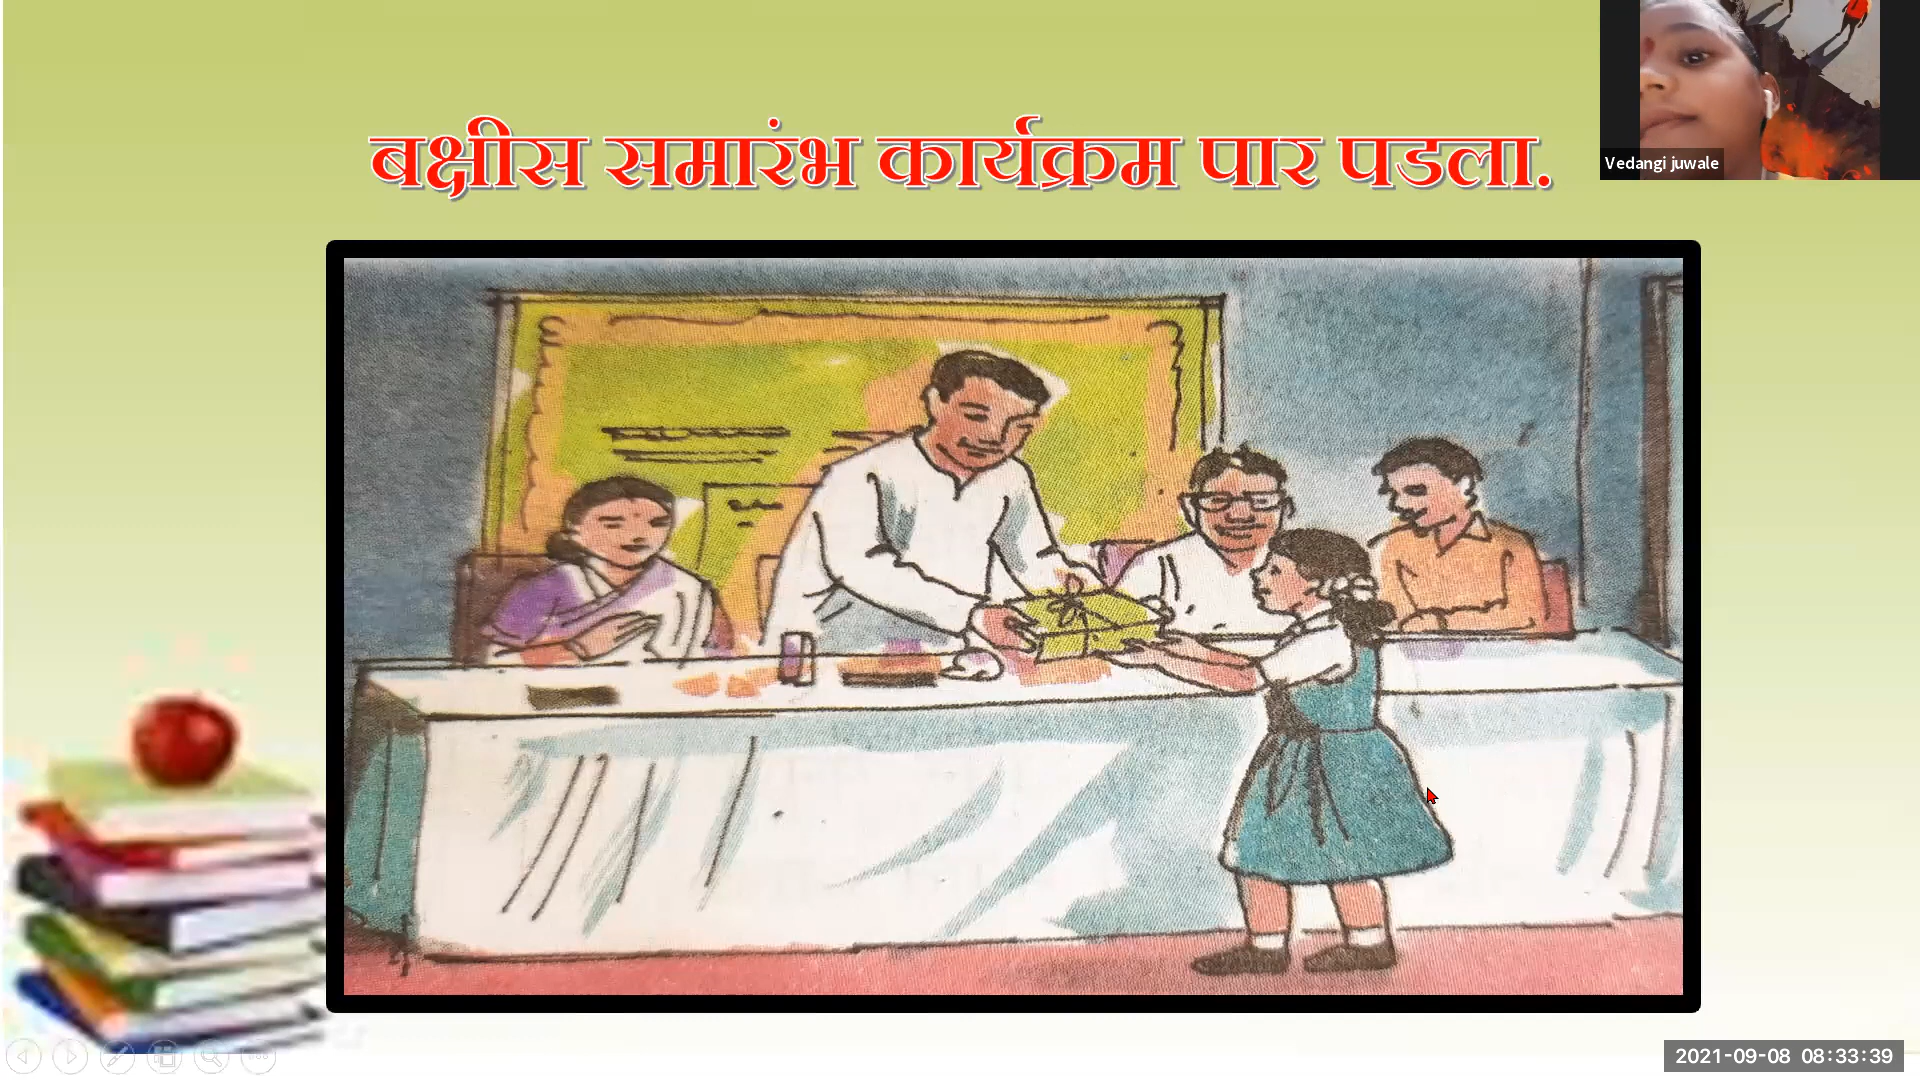 बक्षीस समारंभ कार्यक्रम पार पडला.
Vedangi juwale
2021-09-08 08:33:39